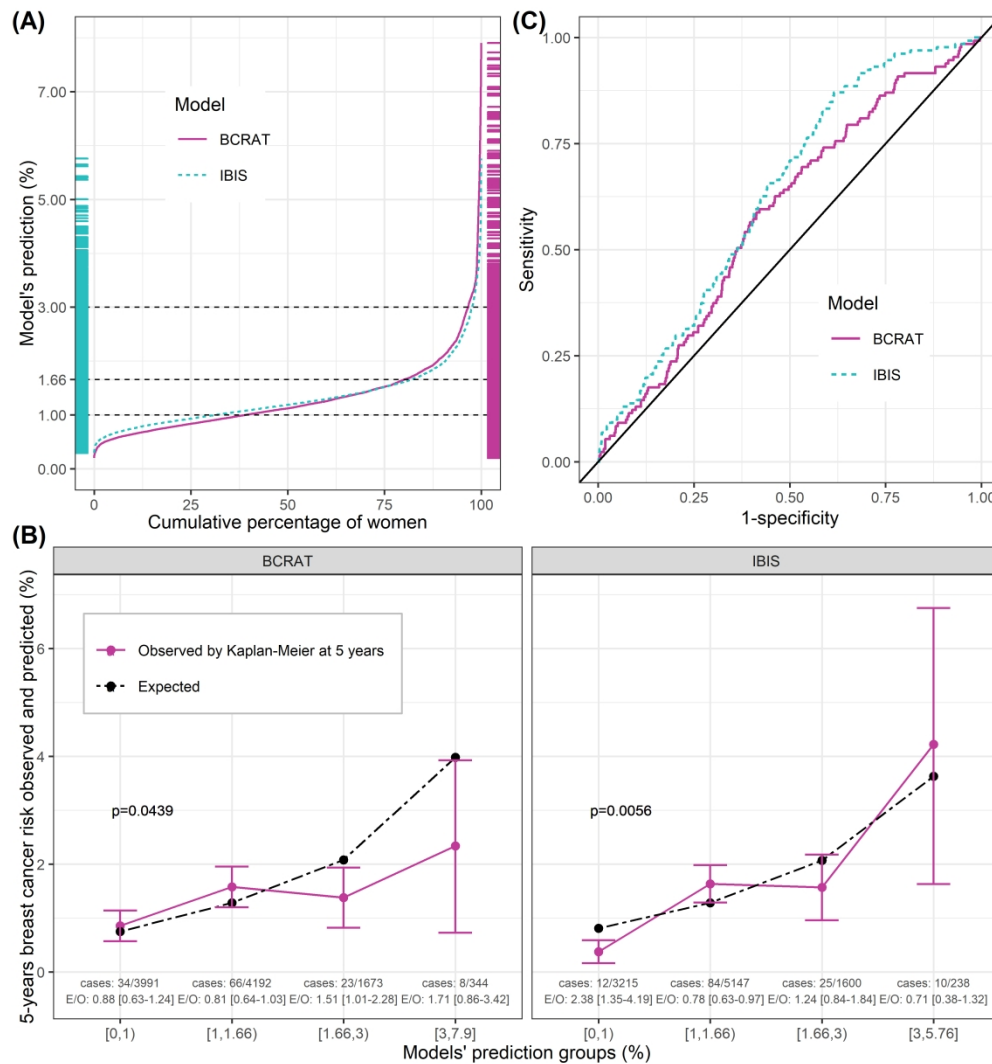 (A)
Model's prediction (%)
7.00
5.00
3.00
1.66
1.00
0.00
Model
BCRAT
IBIS
0
25
50
75
100
Cumulative percentage of women
(C)
Sensitivity
1.00
0.75
0.50
0.25
0.00
Model
BCRAT
IBIS
0.00
0.25
0.50
0.75
1.00
1-specificity
(B)
5-years breast cancer risk observed and predicted (%)
BCRAT
IBIS
6
4
2
0
Observed by Kaplan-Meier at 5 years
Expected
p=0.0439
p=0.0056
cases: 34/3991
E/O: 0.88 [0.63-1.24]
cases: 66/4192
E/O: 0.81 [0.64-1.03]
cases: 23/1673
E/O: 1.51 [1.01-2.28]
cases: 8/344
E/O: 1.71 [0.86-3.42]
cases: 12/3215
E/O: 2.38 [1.35-4.19]
cases: 84/5147
E/O: 0.78 [0.63-0.97]
cases: 25/1600
E/O: 1.24 [0.84-1.84]
cases: 10/238
E/O: 0.71 [0.38-1.32]
[0,1)
[1,1.66)
[1.66,3)
[3,7.9]
[0,1)
[1,1.66)
[1.66,3)
[3,5.76]
Models' prediction groups (%)